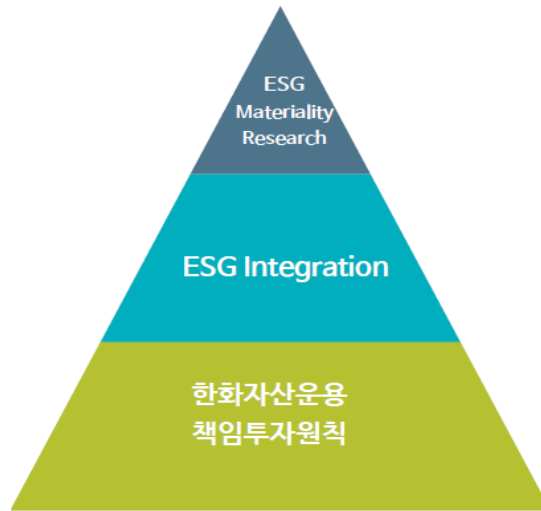 ESG
Materiality
Research
ESG Integration
한화자산운용
책임투자원칙